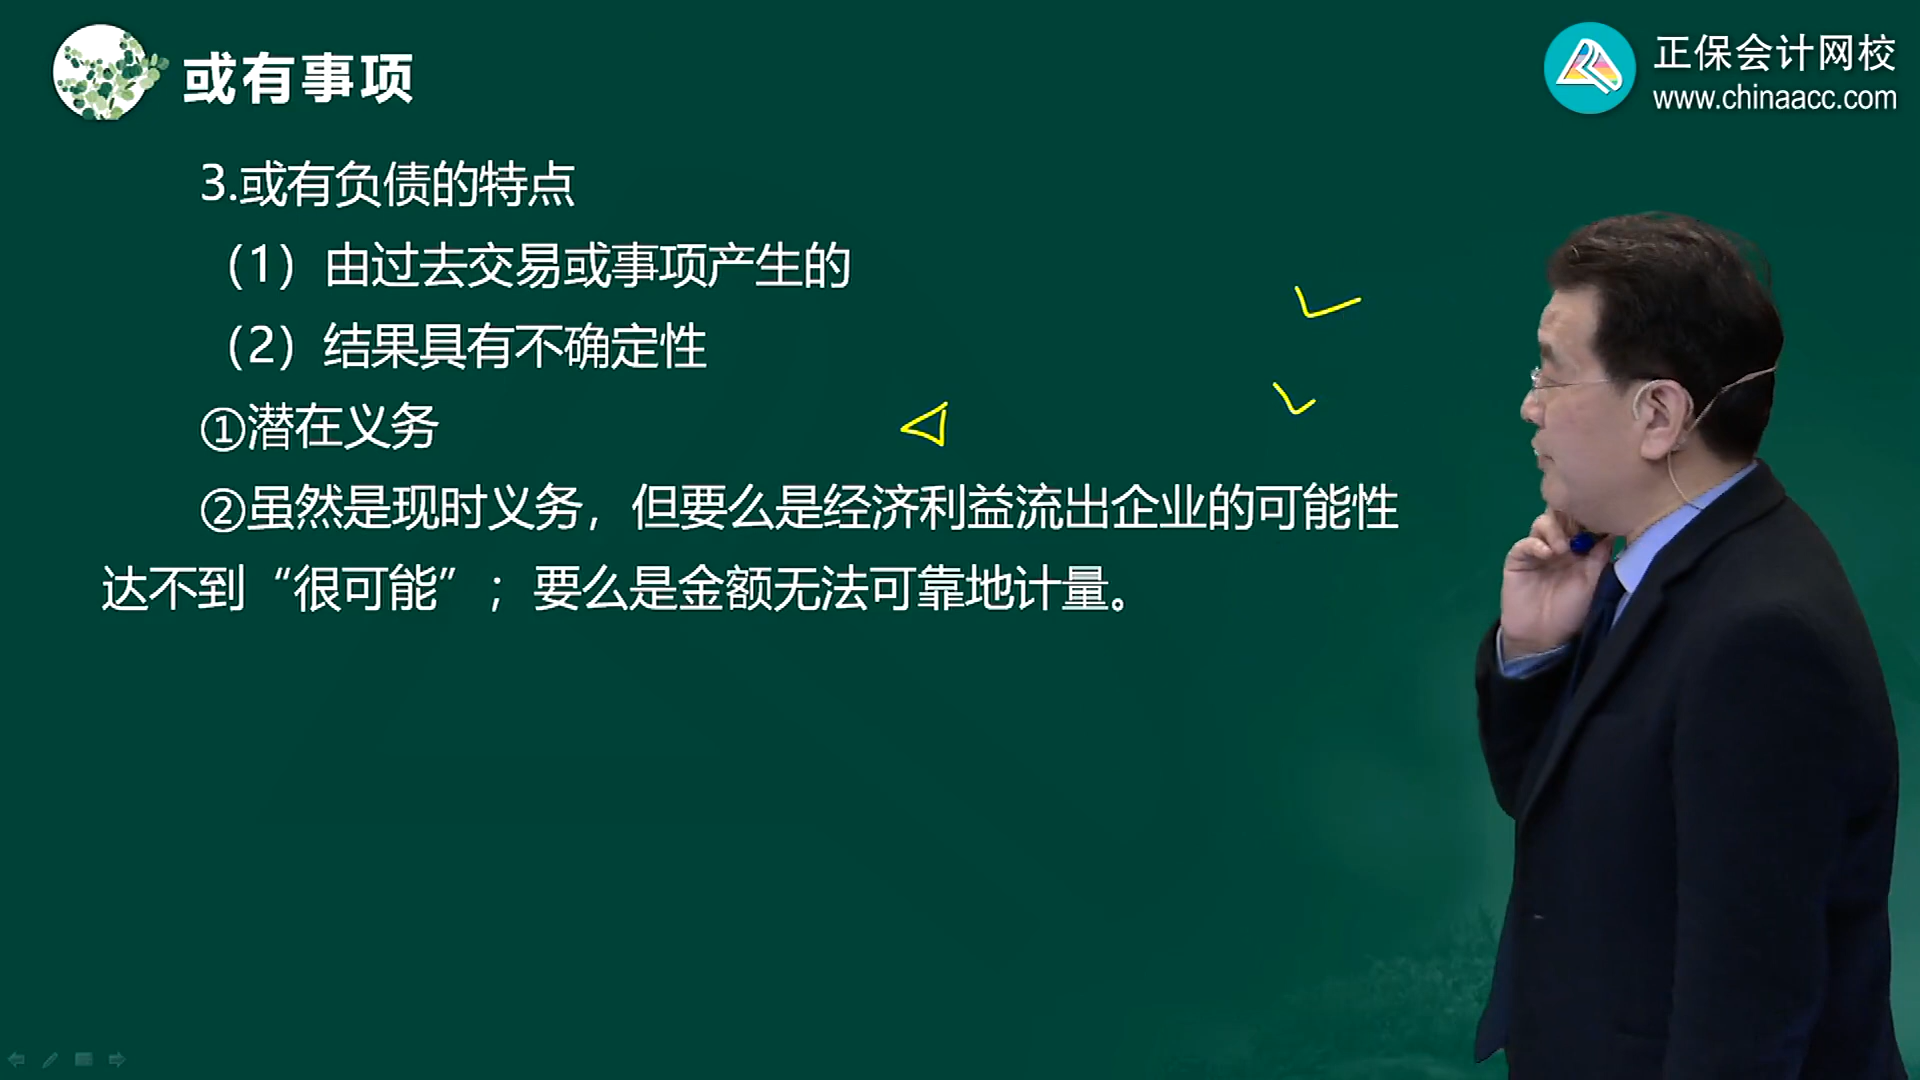 或有事项
正保会计网校
www.chinaacc.com
3.或有负债的特点
（1）由过去交易或事项产生的
（2）结果具有不确定性
①潜在义务
②虽然是现时义务，但要么是经济利益流出企业的可能性
达不到“很可能”；要么是金额无法可靠地计量。